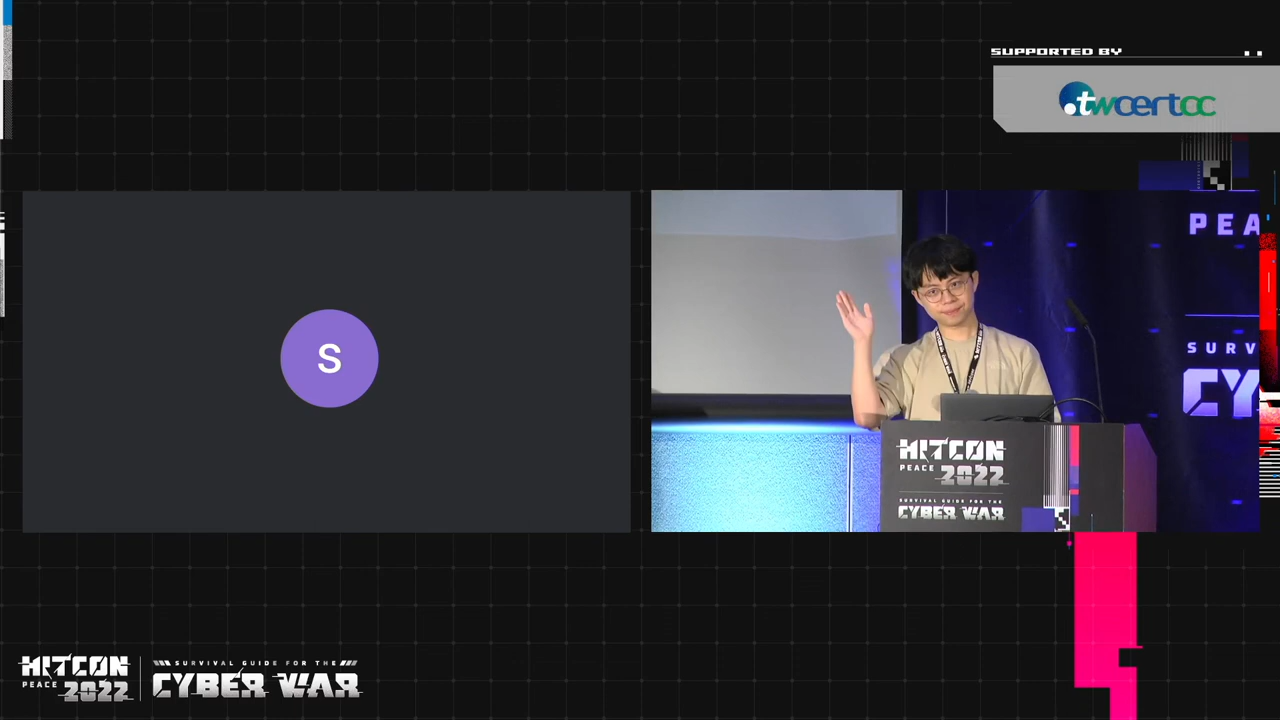 SUPPORTED BY
.twcertcc
S
PEA
SURV
CY
HITCON
PEACE 2022
SURVIVAL GUIDE FOR THE
CYBER WAR
HITCON
PEACE 2022
SURVIVAL GUIDE FOR THE
CYBER WAR